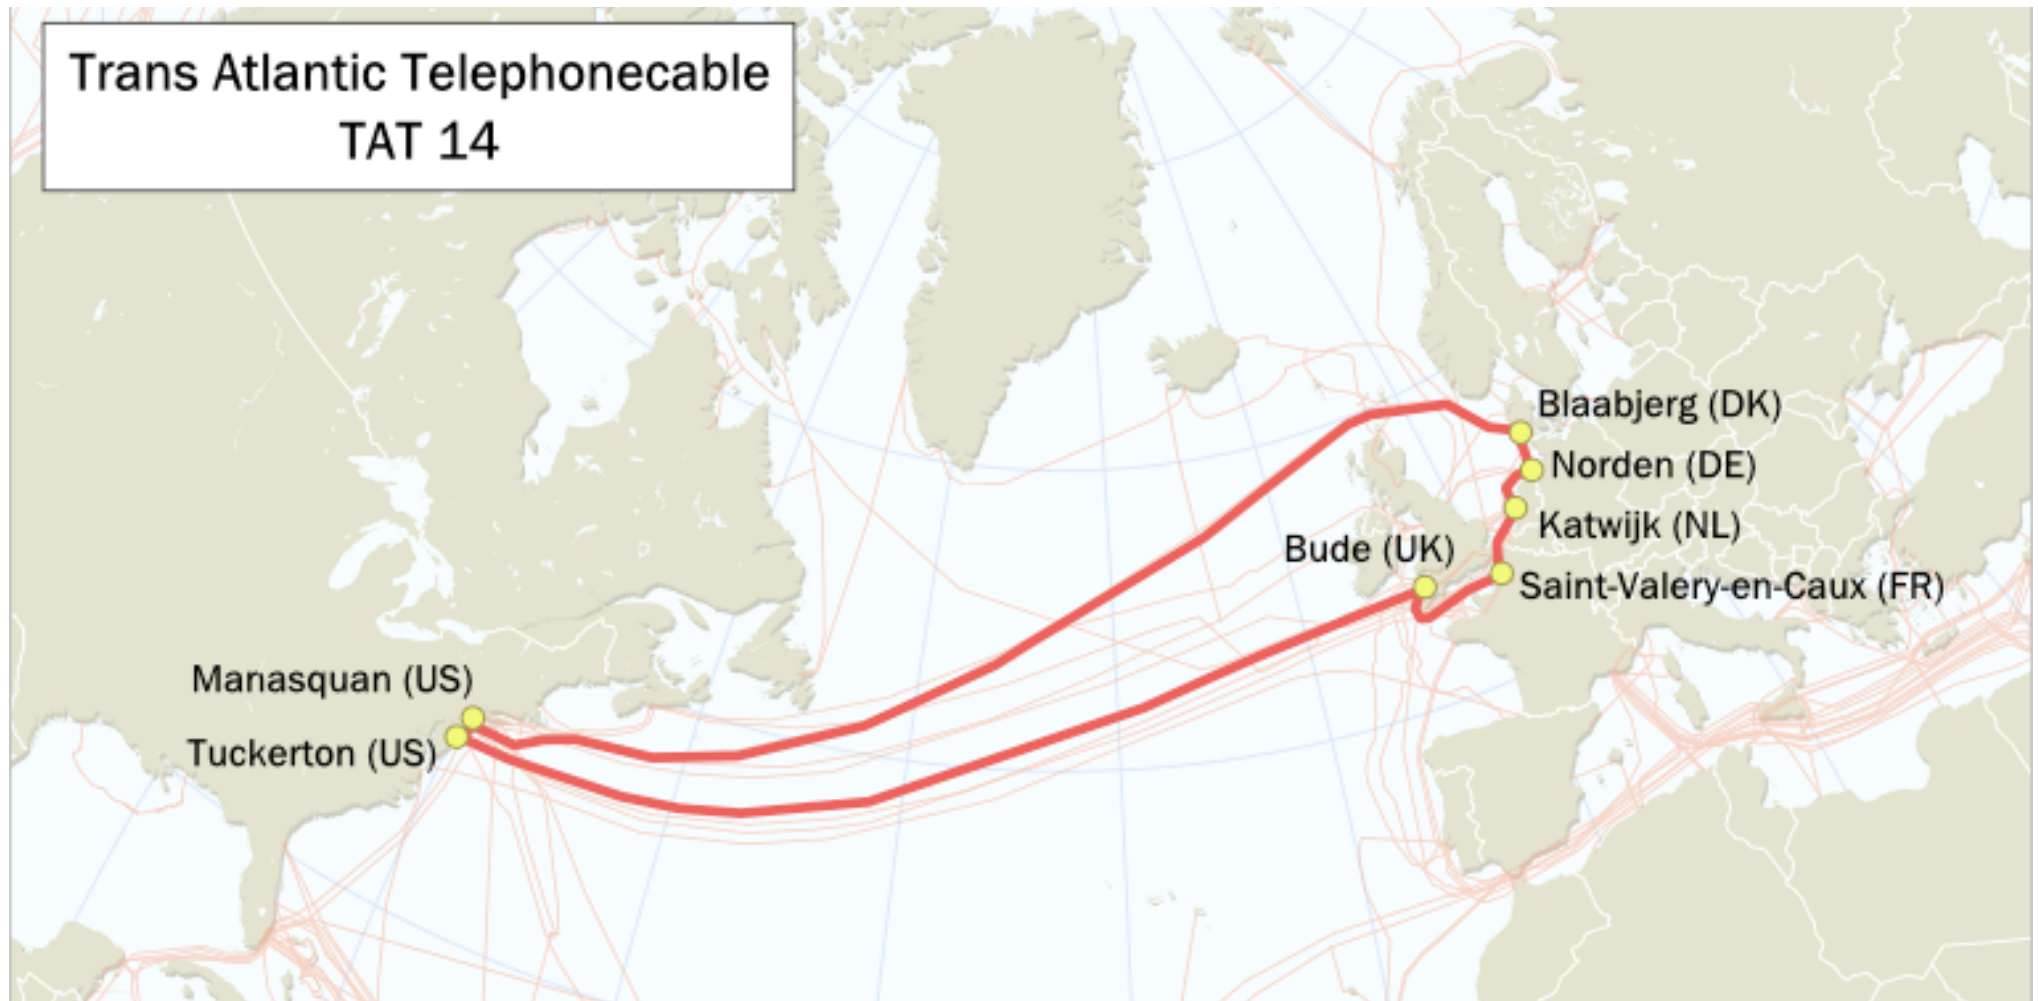 Trans Atlantic Telephonecable
TAT 14
Blaabjerg (DK)
Norden (DE)
Katwijk (NL)
Bude (UK)
Saint-Valery-en-Caux (FR)
Manasquan (US)
Tuckerton (US)